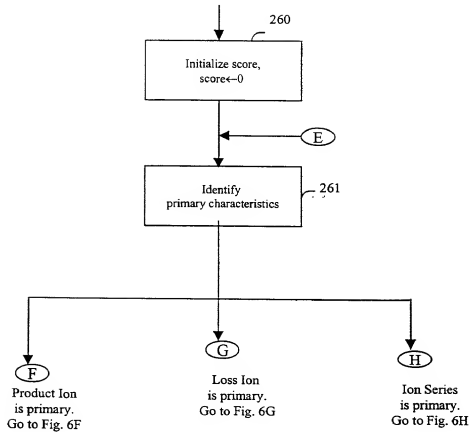 260
Initialize score,
score←0
E
Identify
primary characteristics
261
F
G
H
Product Ion
is primary.
Go to Fig. 6F
Loss Ion
is primary.
Go to Fig. 6G
Ion Series
is primary.
Go to Fig. 6H